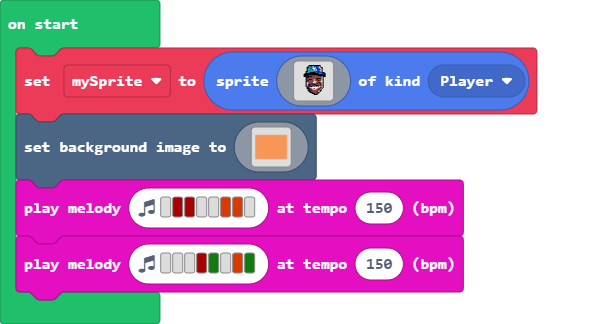 on start
set mySprite to sprite of kind Player
set background image to
play melody at tempo 150 (bpm)
play melody at tempo 150 (bpm)